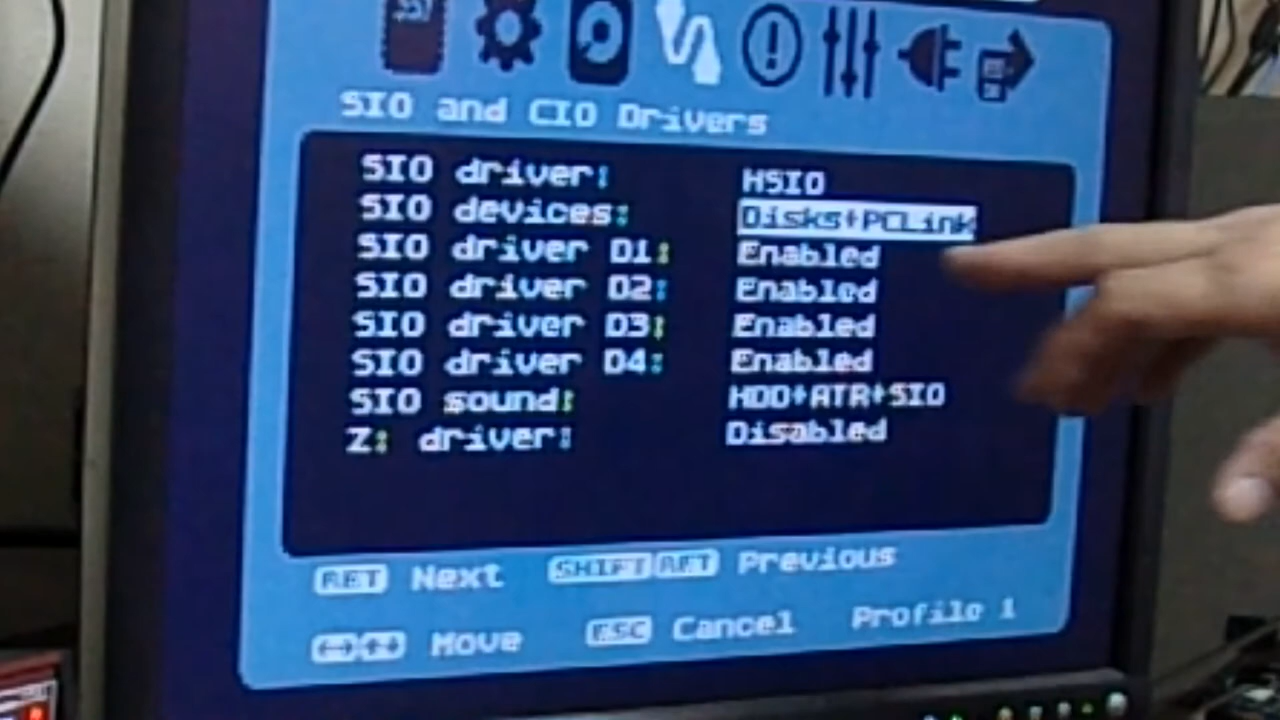 SIO and CIO Drivers
SIO driver: HSIO
SIO devices: Disks+PCLink
SIO driver D1: Enabled
SIO driver D2: Enabled
SIO driver D3: Enabled
SIO driver D4: Enabled
SIO sound: HDD+ATR+SIO
Z: driver: Disabled
RET Next SHIFT RET Previous
Move ESC Cancel Profile 1